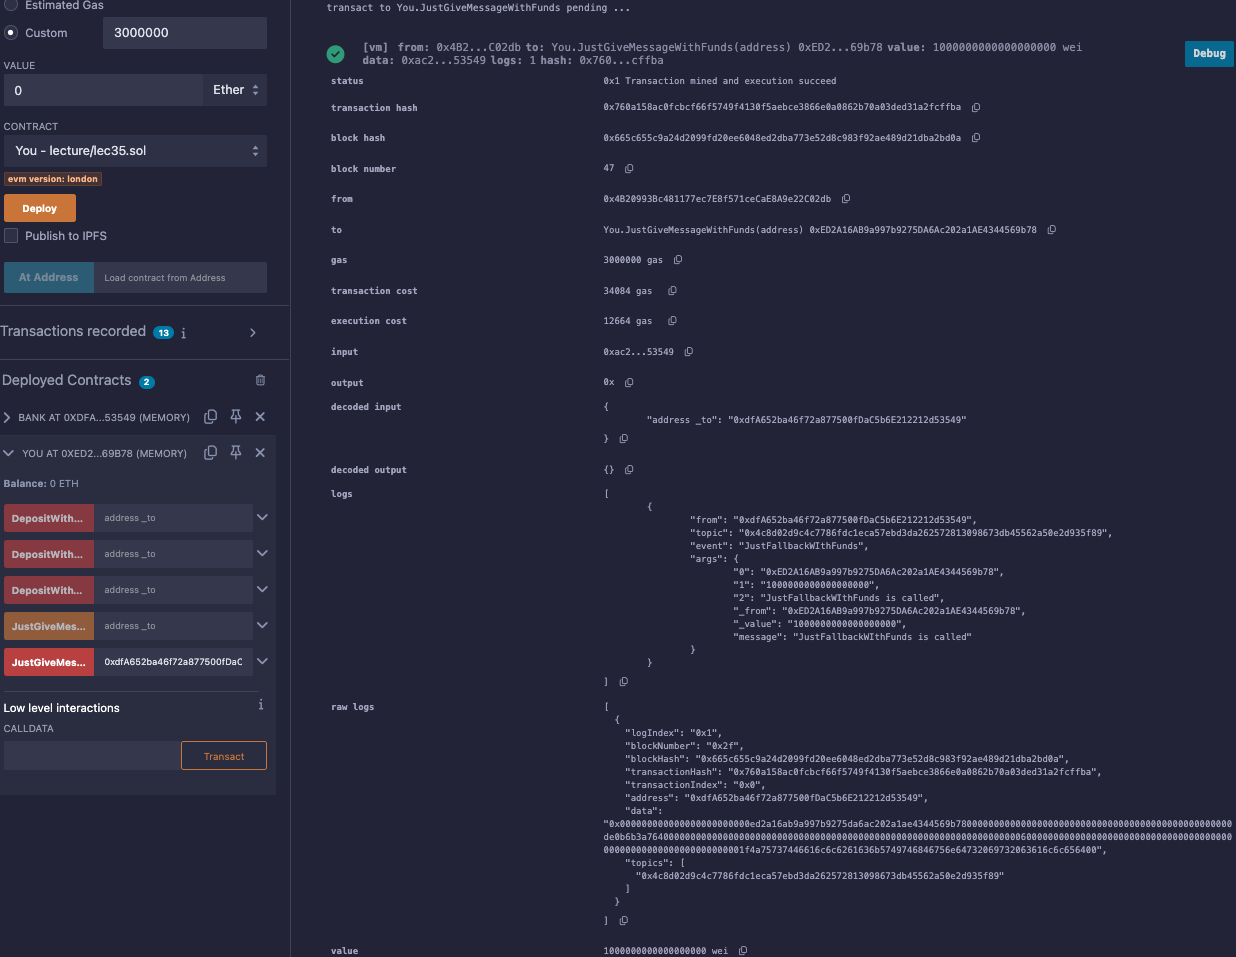 Estimated Gas
Custom
3000000
VALUE
0
Ether
CONTRACT
You - lecture/lec35.sol
evm version: london
Deploy
Publish to IPFS
At Address
Load contract from Address
Transactions recorded 13 i
Deployed Contracts 2
BANK AT 0XDFA...53549 (MEMORY)
YOU AT 0XED2...69B78 (MEMORY)
Balance: 0 ETH
DepositWith...
address _to
DepositWith...
address _to
DepositWith...
address _to
JustGiveMes...
address _to
JustGiveMes...
0xdfA652ba46f72a877500fDaC
Low level interactions
i
CALLDATA
Transact
transact to You.JustGiveMessageWithFunds pending ...
[vm] from: 0x4B2...C02db to: You.JustGiveMessageWithFunds(address) 0xED2...69b78 value: 1000000000000000000 wei
data: 0xac2...53549 logs: 1 hash: 0x760...cffba
Debug
status 0x1 Transaction mined and execution succeed
transaction hash 0x760a158ac0fcbcf66f5749f4130f5aebce3866e0a0862b70a03ded31a2fcffba
block hash 0x665c655c9a24d2099fd20ee6048ed2dba773e52d8c983f92ae489d21dba2bd0a
block number 47
from 0x4B20993Bc481177ec7E8f571ceCaE8A9e22C02db
to You.JustGiveMessageWithFunds(address) 0xED2A16AB9a997b9275DA6Ac202a1AE4344569b78
gas 3000000 gas
transaction cost 34084 gas
execution cost 12664 gas
input 0xac2...53549
output 0x
decoded input {
"address _to": "0xdfA652ba46f72a877500fDaC5b6E212212d53549"
}
decoded output {}
logs [
{
"from": "0xdfA652ba46f72a877500fDaC5b6E212212d53549",
"topic": "0x4c8d02d9c4c7786fdc1eca57ebd3da262572813098673db45562a50e2d935f89",
"event": "JustFallbackWIthFunds",
"args": {
"0": "0xED2A16AB9a997b9275DA6Ac202a1AE4344569b78",
"1": "1000000000000000000",
"2": "JustFallbackWIthFunds is called",
"_from": "0xED2A16AB9a997b9275DA6Ac202a1AE4344569b78",
"_value": "1000000000000000000",
"message": "JustFallbackWIthFunds is called"
}
}
]
raw logs [
{
"logIndex": "0x1",
"blockNumber": "0x2f",
"blockHash": "0x665c655c9a24d2099fd20ee6048ed2dba773e52d8c983f92ae489d21dba2bd0a",
"transactionHash": "0x760a158ac0fcbcf66f5749f4130f5aebce3866e0a0862b70a03ded31a2fcffba",
"transactionIndex": "0x0",
"address": "0xdfA652ba46f72a877500fDaC5b6E212212d53549",
"data":
"topics": [
"0x4c8d02d9c4c7786fdc1eca57ebd3da262572813098673db45562a50e2d935f89"
]
}
]
value 1000000000000000000 wei